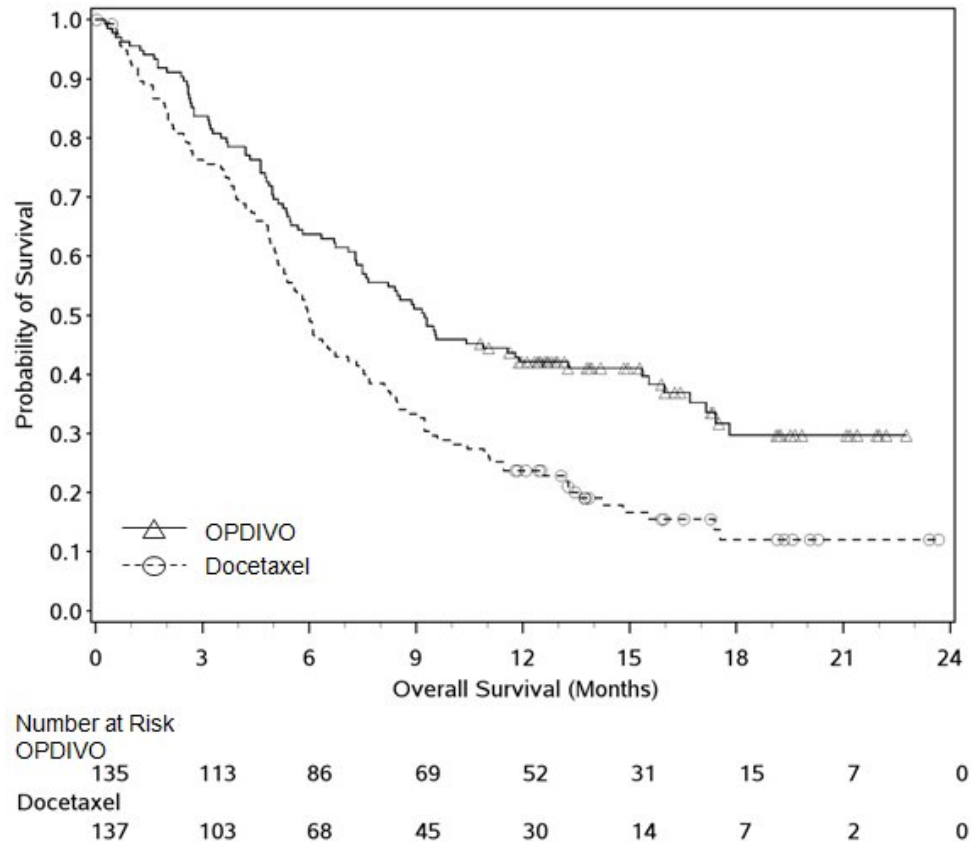 1.0
0.9
0.8
0.7
0.6
0.5
0.4
0.3
0.2
0.1
0.0
Probability of Survival
OPDIVO
Docetaxel
0 3 6 9 12 15 18 21 24
Overall Survival (Months)
Number at Risk
OPDIVO
135 113 86 69 52 31 15 7 0
Docetaxel
137 103 68 45 30 14 7 2 0